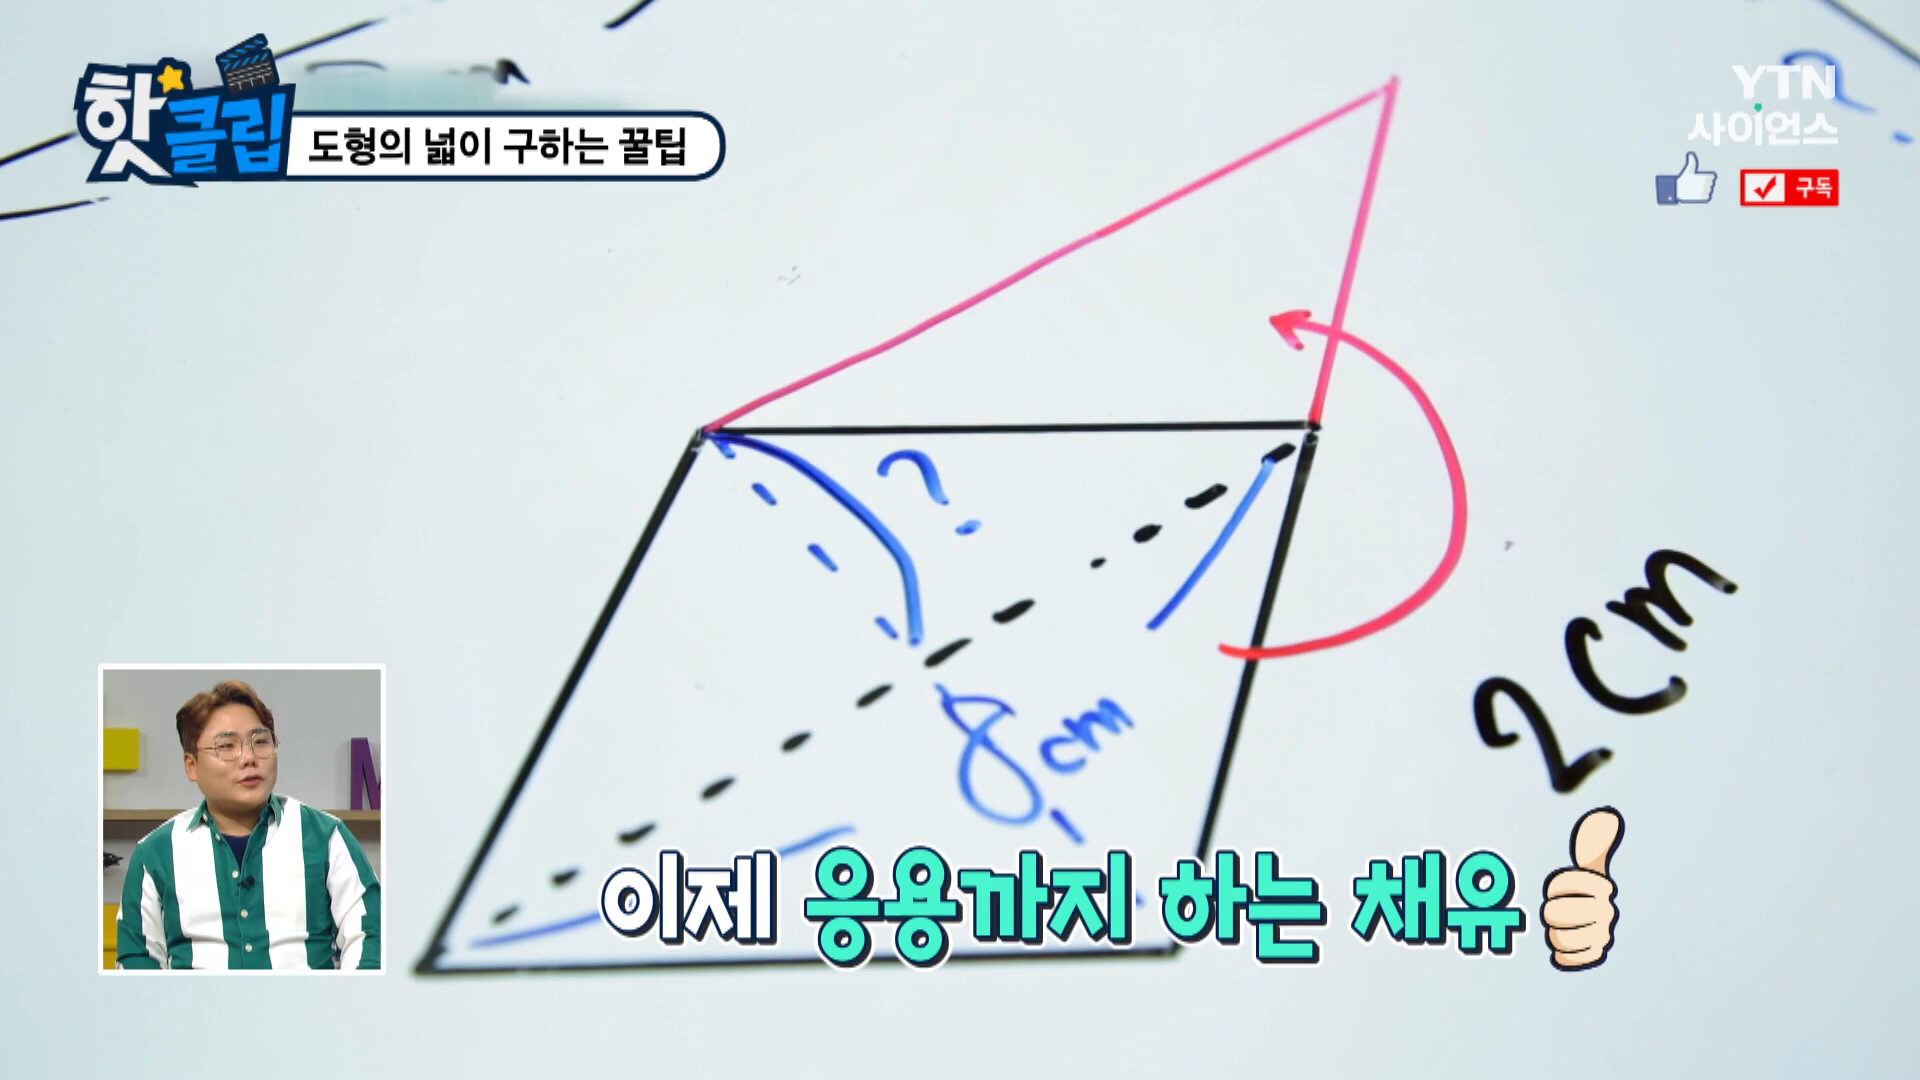 핫클립
도형의 넓이 구하는 꿀팁
YTN
사이언스
구독
?
8cm
2cm
이제 응용까지 하는 채유